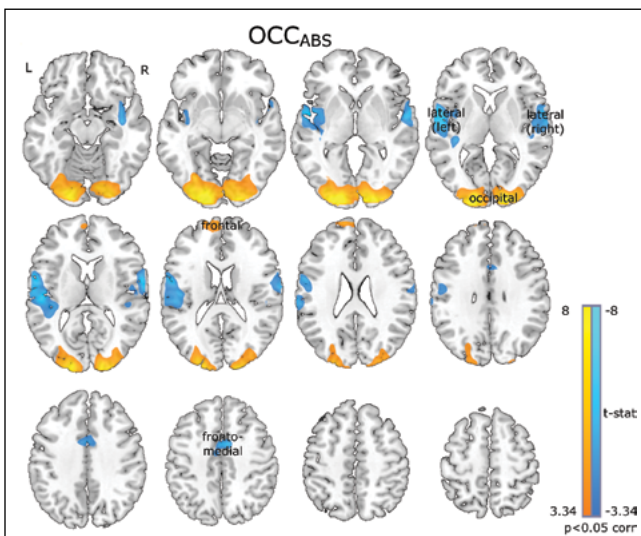 OCCABS
L
R
lateral
(left)
lateral
(right)
occipital
frontal
8
-8
t-stat
fronto-
medial
3.34
-3.34
p<0.05 corr